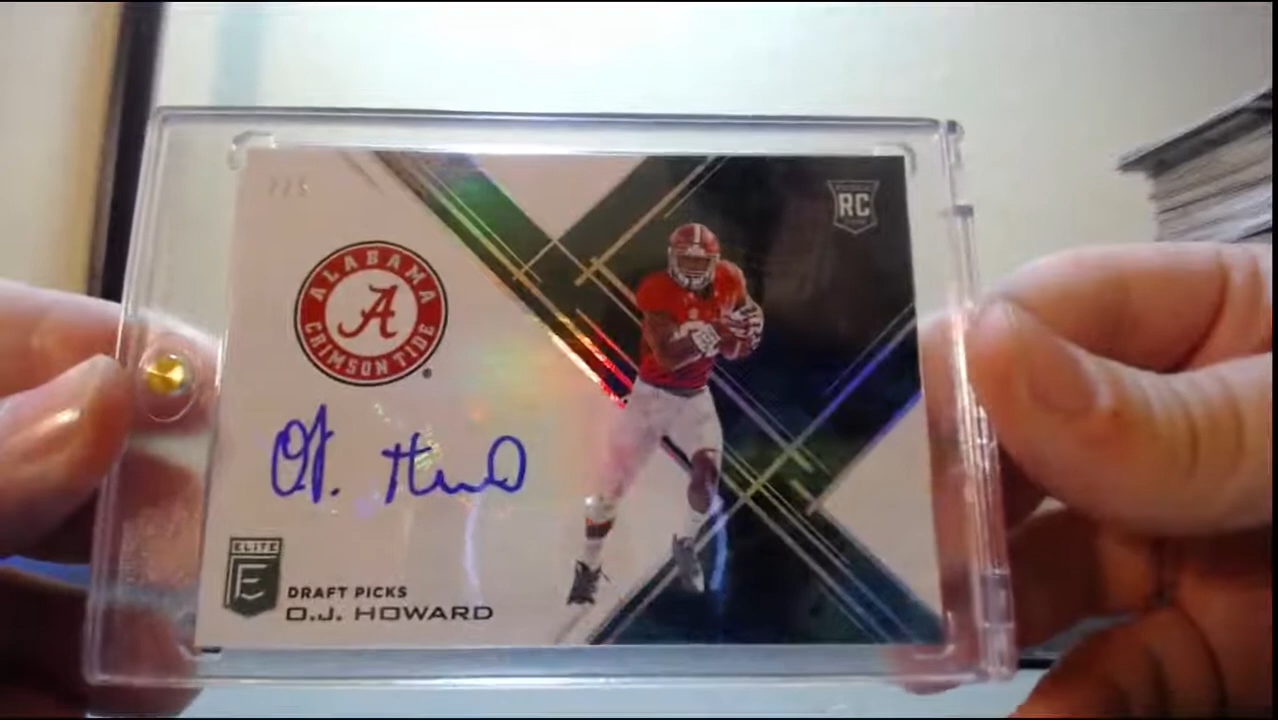 RC
ALABAMA
A
CRIMSON TIDE
ELITE
E
DRAFT PICKS
O.J. HOWARD